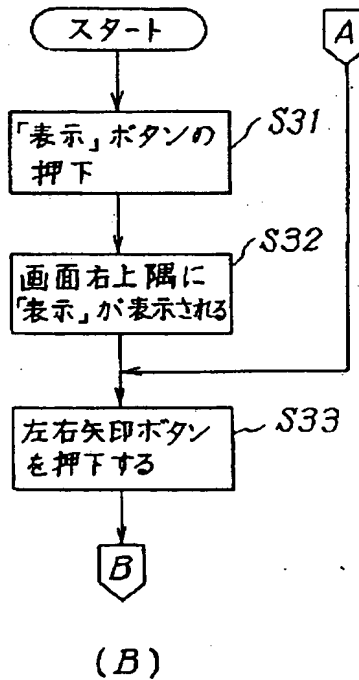 スタート
A
「表示」ボタンの
押下
S31
S32
画面右上隅に
「表示」が表示される
S33
左右矢印ボタン
を押下する
B
(B)